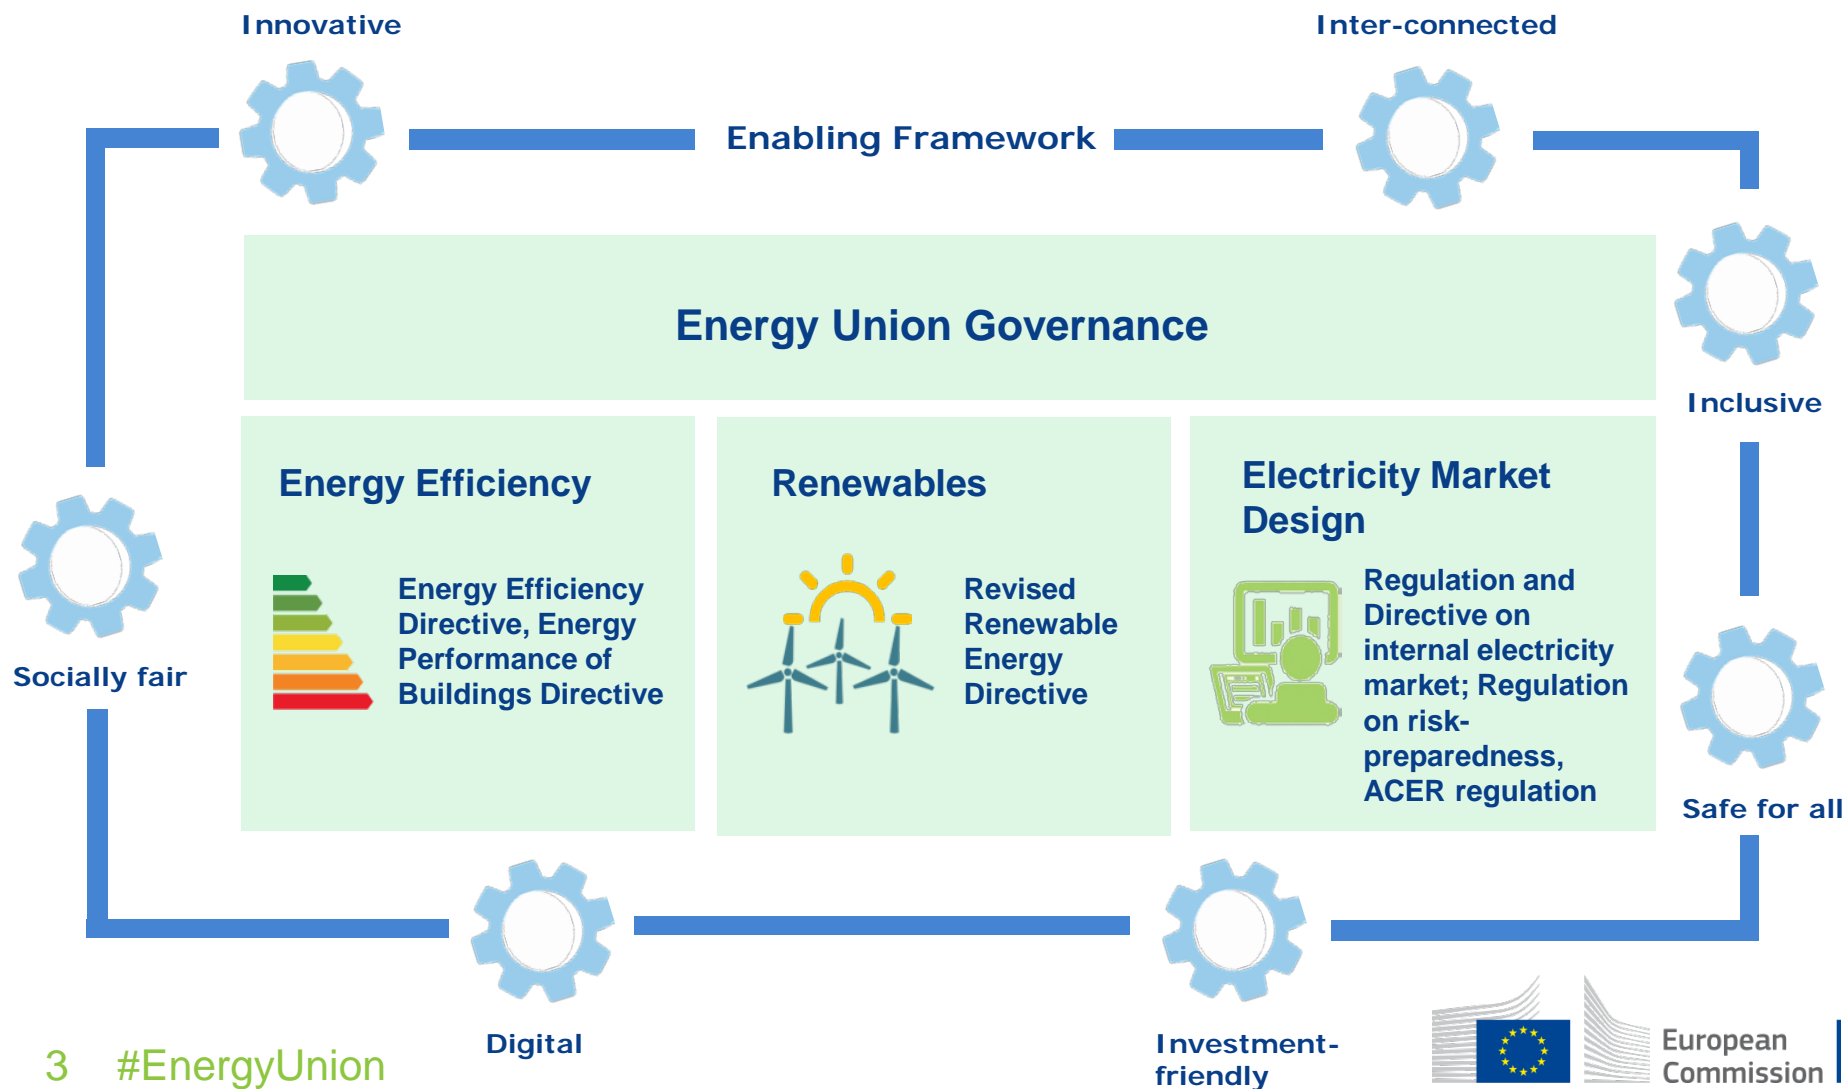 Innovative
Inter-connected
Enabling Framework
Energy Union Governance
Inclusive
Energy Efficiency
Energy Efficiency
Directive, Energy
Performance of
Buildings Directive
Renewables
Revised
Renewable
Energy
Directive
Electricity Market
Design
Regulation and
Directive on
internal electricity
market; Regulation
on risk-
preparedness,
ACER regulation
Socially fair
Safe for all
Digital
Investment-
friendly
3 #EnergyUnion
European
Commission